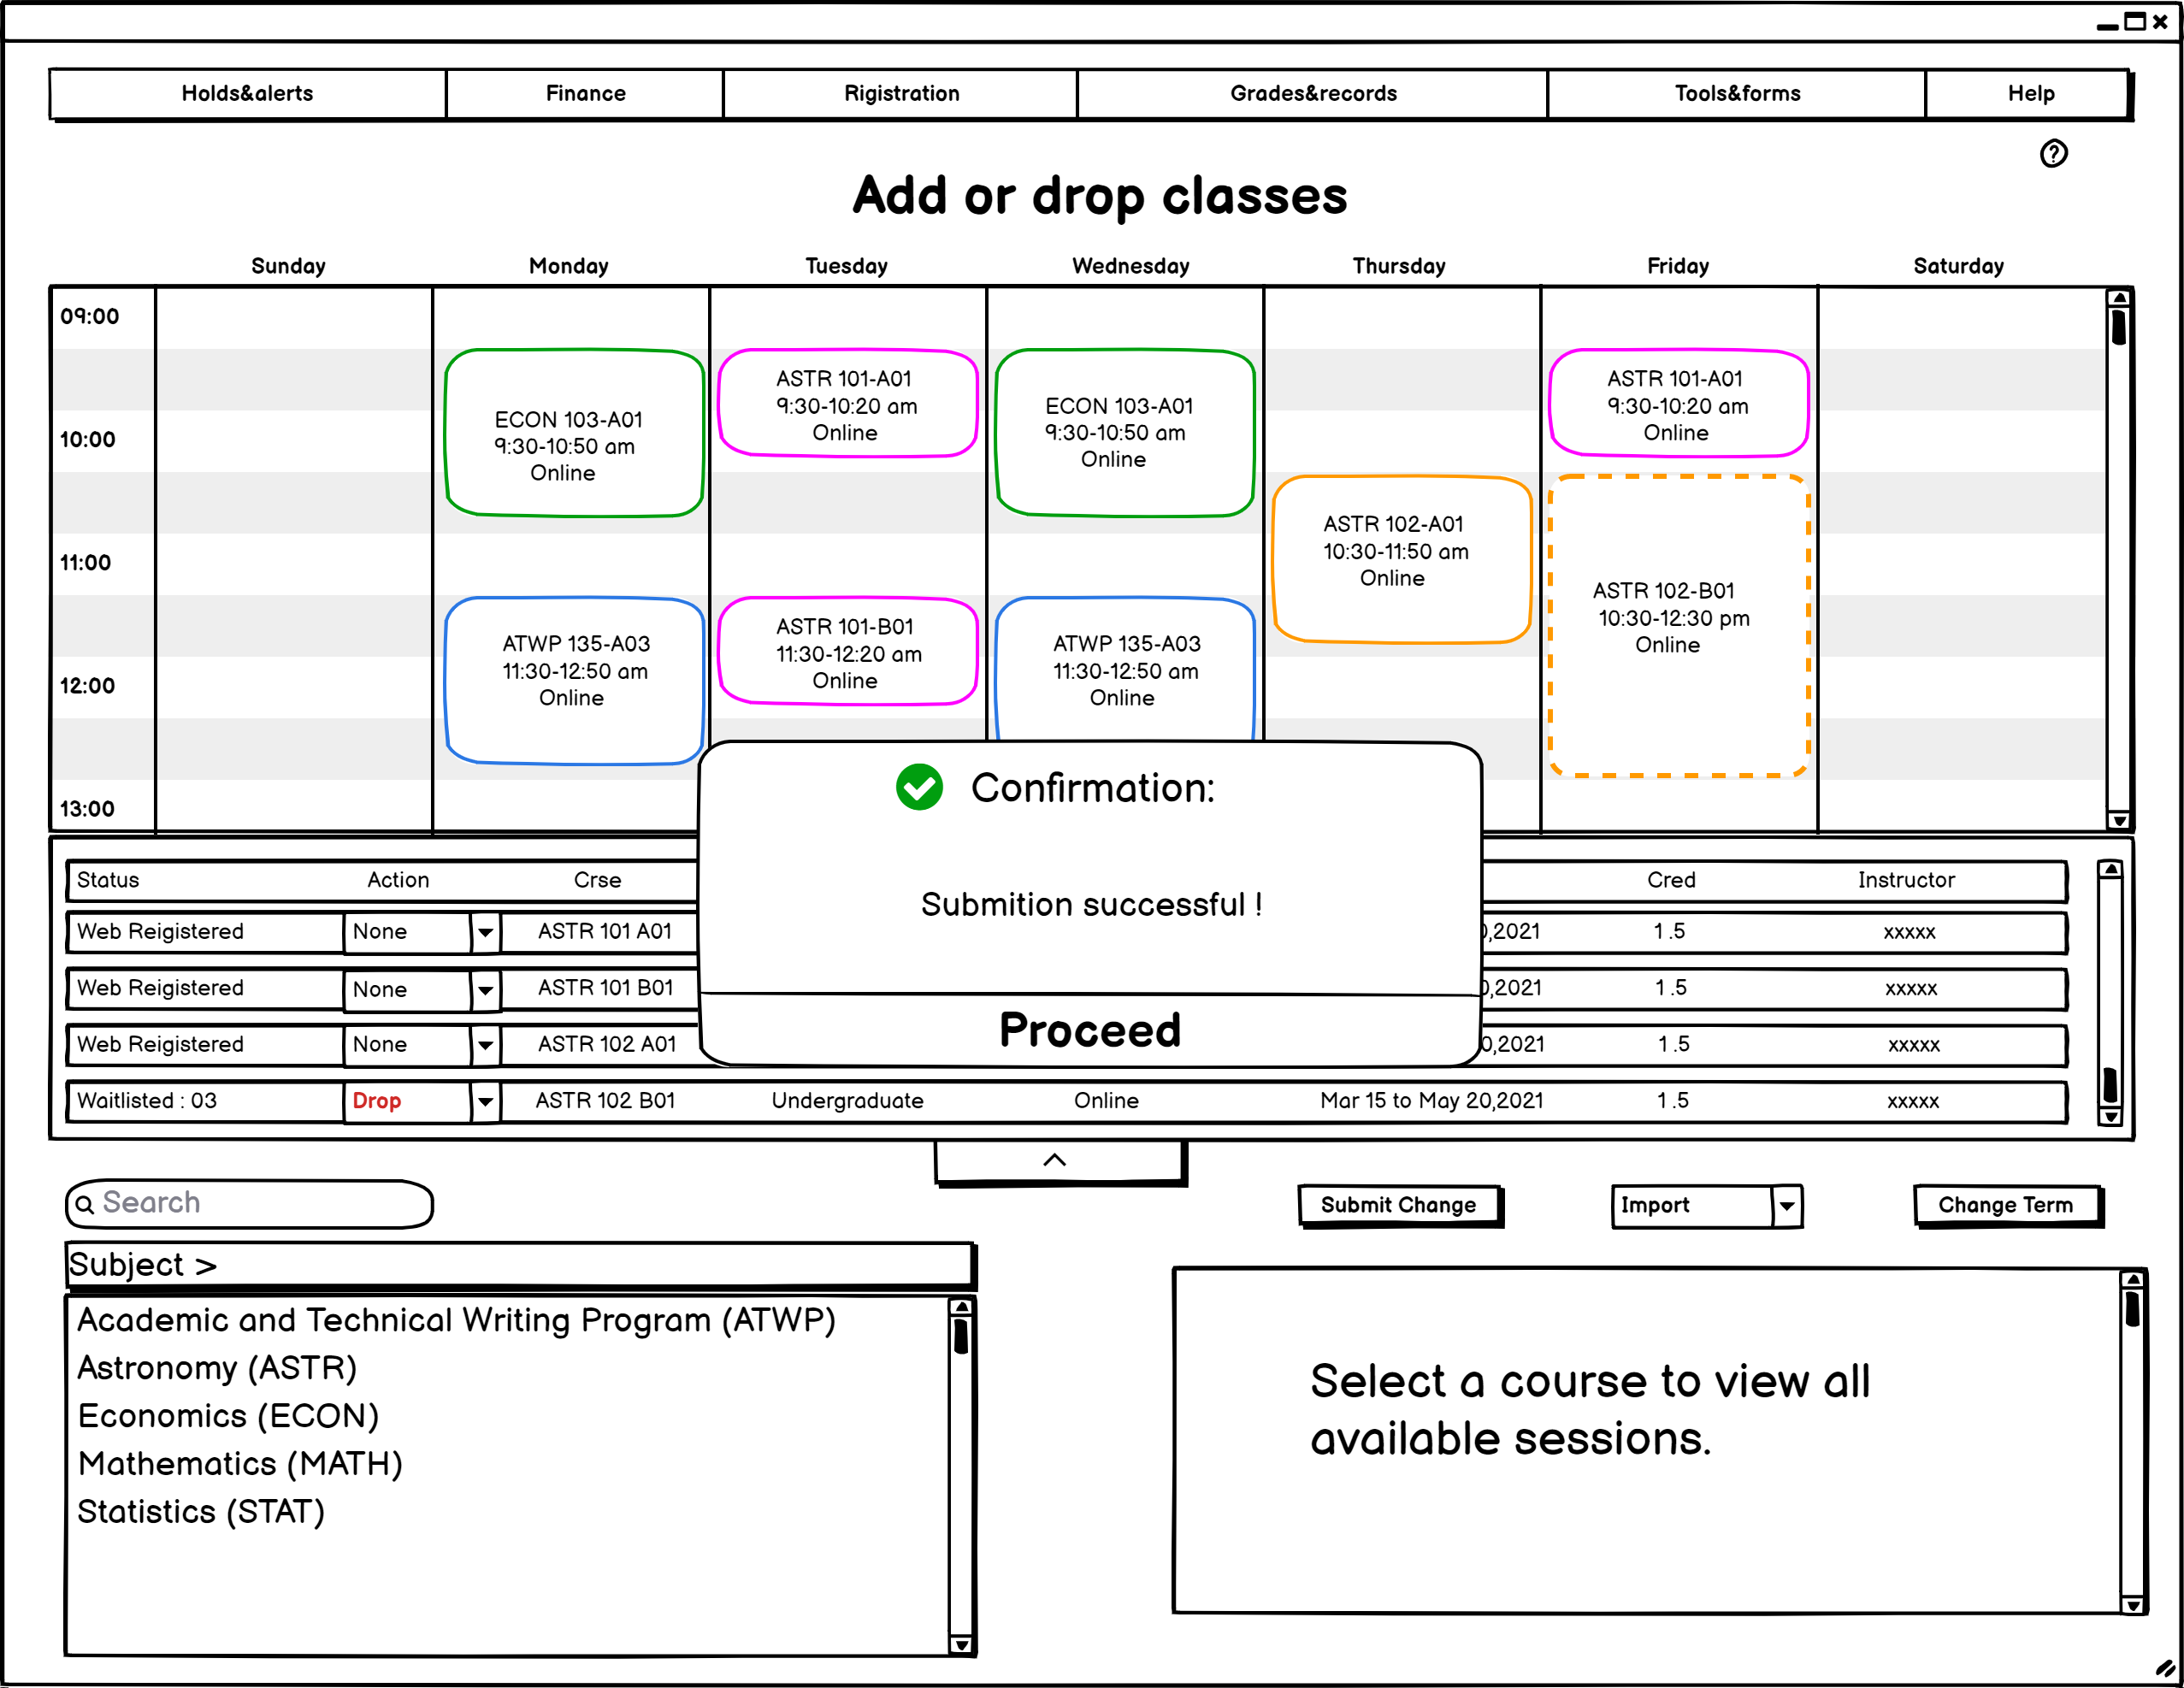 Holds&alerts Finance Rigistration Grades&records Tools&forms Help
?
Add or drop classes
Sunday Monday Tuesday Wednesday Thursday Friday Saturday
09:00
10:00
11:00
12:00
13:00
ECON 103-A01
9:30-10:50 am
Online
ATWP 135-A03
11:30-12:50 am
Online
ASTR 101-A01
9:30-10:20 am
Online
ASTR 101-B01
11:30-12:20 am
Online
ECON 103-A01
9:30-10:50 am
Online
ATWP 135-A03
11:30-12:50 am
Online
ASTR 102-A01
10:30-11:50 am
Online
ASTR 101-A01
9:30-10:20 am
Online
ASTR 102-B01
10:30-12:30 pm
Online
Confirmation:
Submition successful !
Proceed
Status Action Crse Cred Instructor
Web Reigistered None ASTR 101 A01 0,2021 1.5 xxxxx
Web Reigistered None ASTR 101 B01 0,2021 1.5 xxxxx
Web Reigistered None ASTR 102 A01 0,2021 1.5 xxxxx
Waitlisted : 03 Drop ASTR 102 B01 Undergraduate Online Mar 15 to May 20,2021 1.5 xxxxx
Search
Submit Change Import Change Term
Subject >
Academic and Technical Writing Program (ATWP)
Astronomy (ASTR)
Economics (ECON)
Mathematics (MATH)
Statistics (STAT)
Select a course to view all
available sessions.